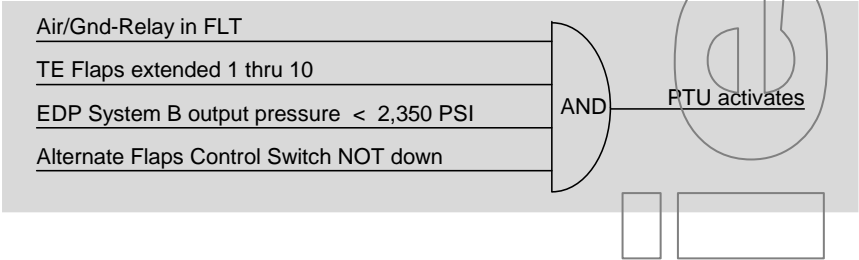 Air/Gnd-Relay in FLT
TE Flaps extended 1 thru 10
EDP System B output pressure < 2,350 PSI
Alternate Flaps Control Switch NOT down
AND
PTU activates